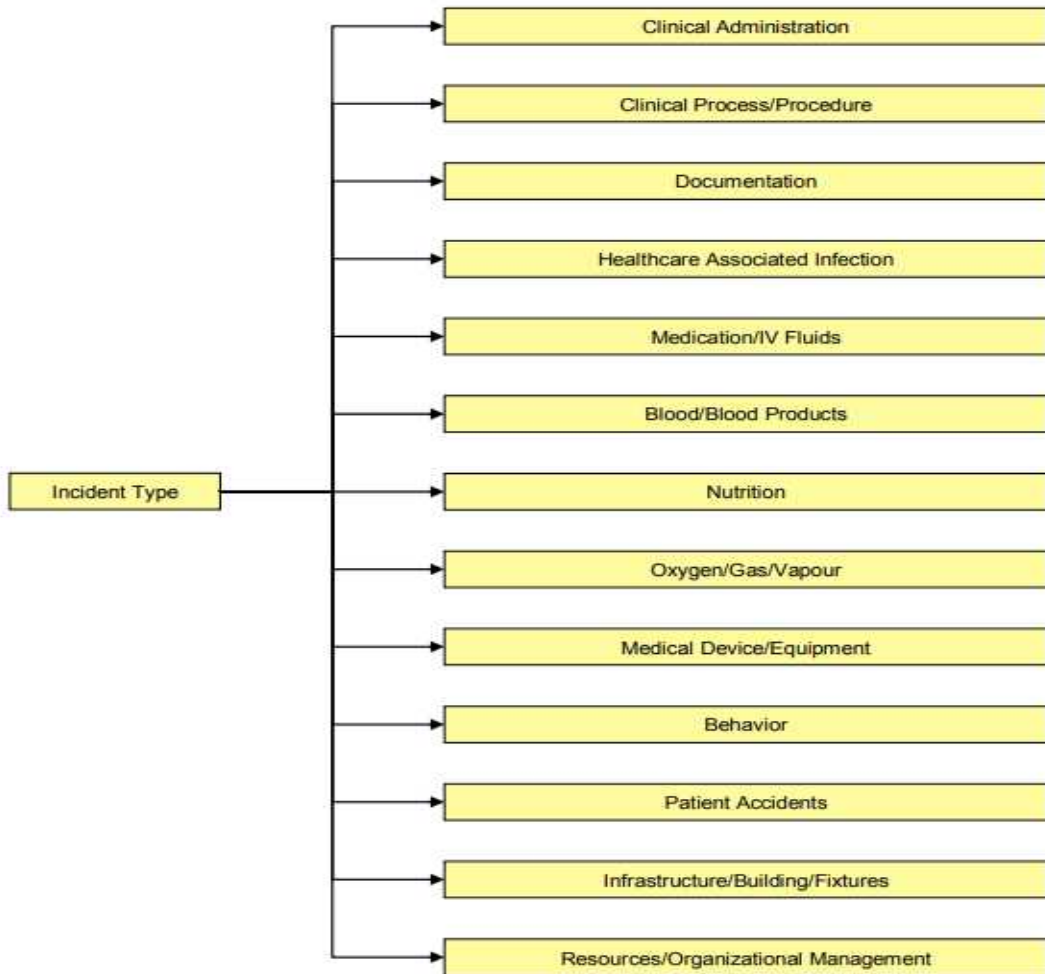 Clinical Administration
Clinical Process/Procedure
Documentation
Healthcare Associated Infection
Medication/IV Fluids
Blood/Blood Products
Incident Type
Nutrition
Oxygen/Gas/Vapour
Medical Device/Equipment
Behavior
Patient Accidents
Infrastructure/Building/Fixtures
Resources/Organizational Management